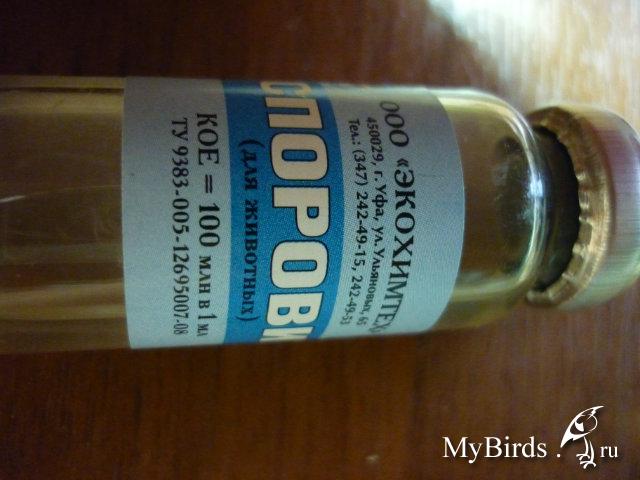 ООО «ЭКОХИМТЕХ
450029, г. Уфа, ул.Ульяновых, 65
Тел.: (347) 242-49-15, 242-49-53
СПОРОВИ
(для животных)
КОЕ = 100 млн в 1 мл
ТУ 9383-005-12695007-08
MyBirds.ru